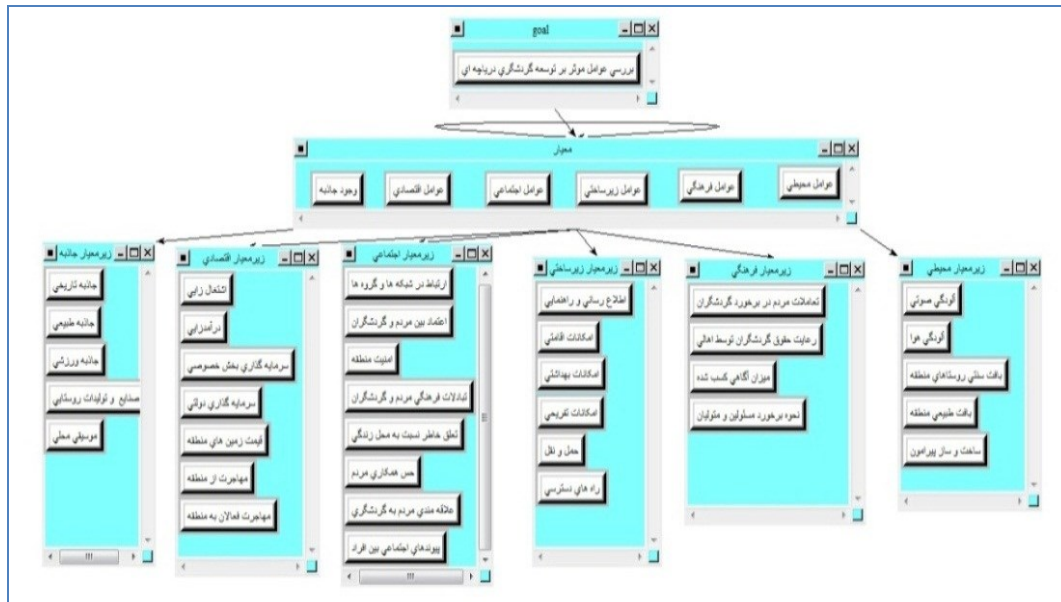 goal
بررسي عوامل موثر بر توسعه گردشگري درياچه اي
معيار
عوامل محيطي
عوامل فرهنگي
عوامل زيرساختي
عوامل اجتماعي
عوامل اقتصادي
وجود جاذبه
زيرمعيار محيطي
آلودگي صوتي
آلودگي هوا
بافت سنتي روستاهاي منطقه
بافت طبيعي منطقه
ساخت و ساز پيرامون
زيرمعيار فرهنگي
تعاملات مردم در برخورد گردشگران
رعايت حقوق گردشگران توسط اهالي
ميزان آگاهي كسب شده
نحوه برخورد مسئولين و متوليان
زيرمعيار زيرساختي
اطلاع رساني و راهنمايي
امكانات اقامتي
امكانات بهداشتي
امكانات تفريحي
حمل و نقل
راه هاي دسترسي
زيرمعيار اجتماعي
ارتباط در شبكه ها و گروه ها
اعتماد بين مردم و گردشگران
امنيت منطقه
تبادلات فرهنگي مردم و گردشگران
تعلق خاطر نسبت به محل زندگي
حس همكاري مردم
علاقه مندي مردم به گردشگري
پيوندهاي اجتماعي بين افراد
زيرمعيار اقتصادي
اشتغال زايي
درآمدزايي
سرمايه گذاري بخش خصوصي
سرمايه گذاري دولتي
قيمت زمين هاي منطقه
مهاجرت از منطقه
مهاجرت فعالان به منطقه
زيرمعيار جاذبه
جاذبه تاريخي
جاذبه طبيعي
جاذبه ورزشي
صنايع و توليدات روستايي
موسيقي محلي